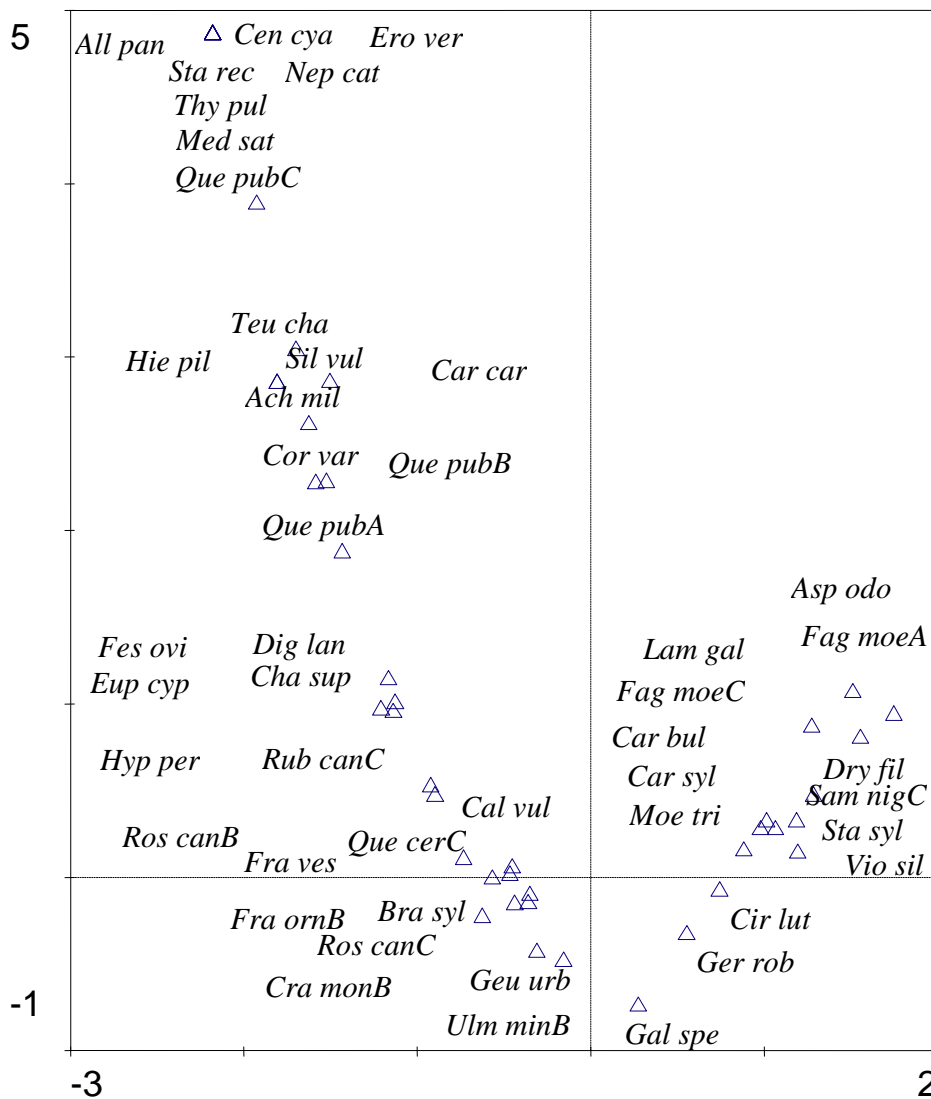 5
All pan
Cen cya
Ero ver
Sta rec
Nep cat
Thy pul
Med sat
Que pubC
Teu cha
Hie pil
Sil vul
Car car
Ach mil
Cor var
Que pubB
Que pubA
Asp odo
Fes ovi
Dig lan
Lam gal
Fag moeA
Eup cyp
Cha sup
Fag moeC
Car bul
Hyp per
Rub canC
Car syl
Dry fil
Cal vul
Moe tri
Sam nigC
Ros canB
Que cerC
Sta syl
Fra ves
Vio sil
Fra ornB
Bra syl
Cir lut
Ros canC
Ger rob
Cra monB
Geu urb
-1
Ulm minB
Gal spe
-3
2